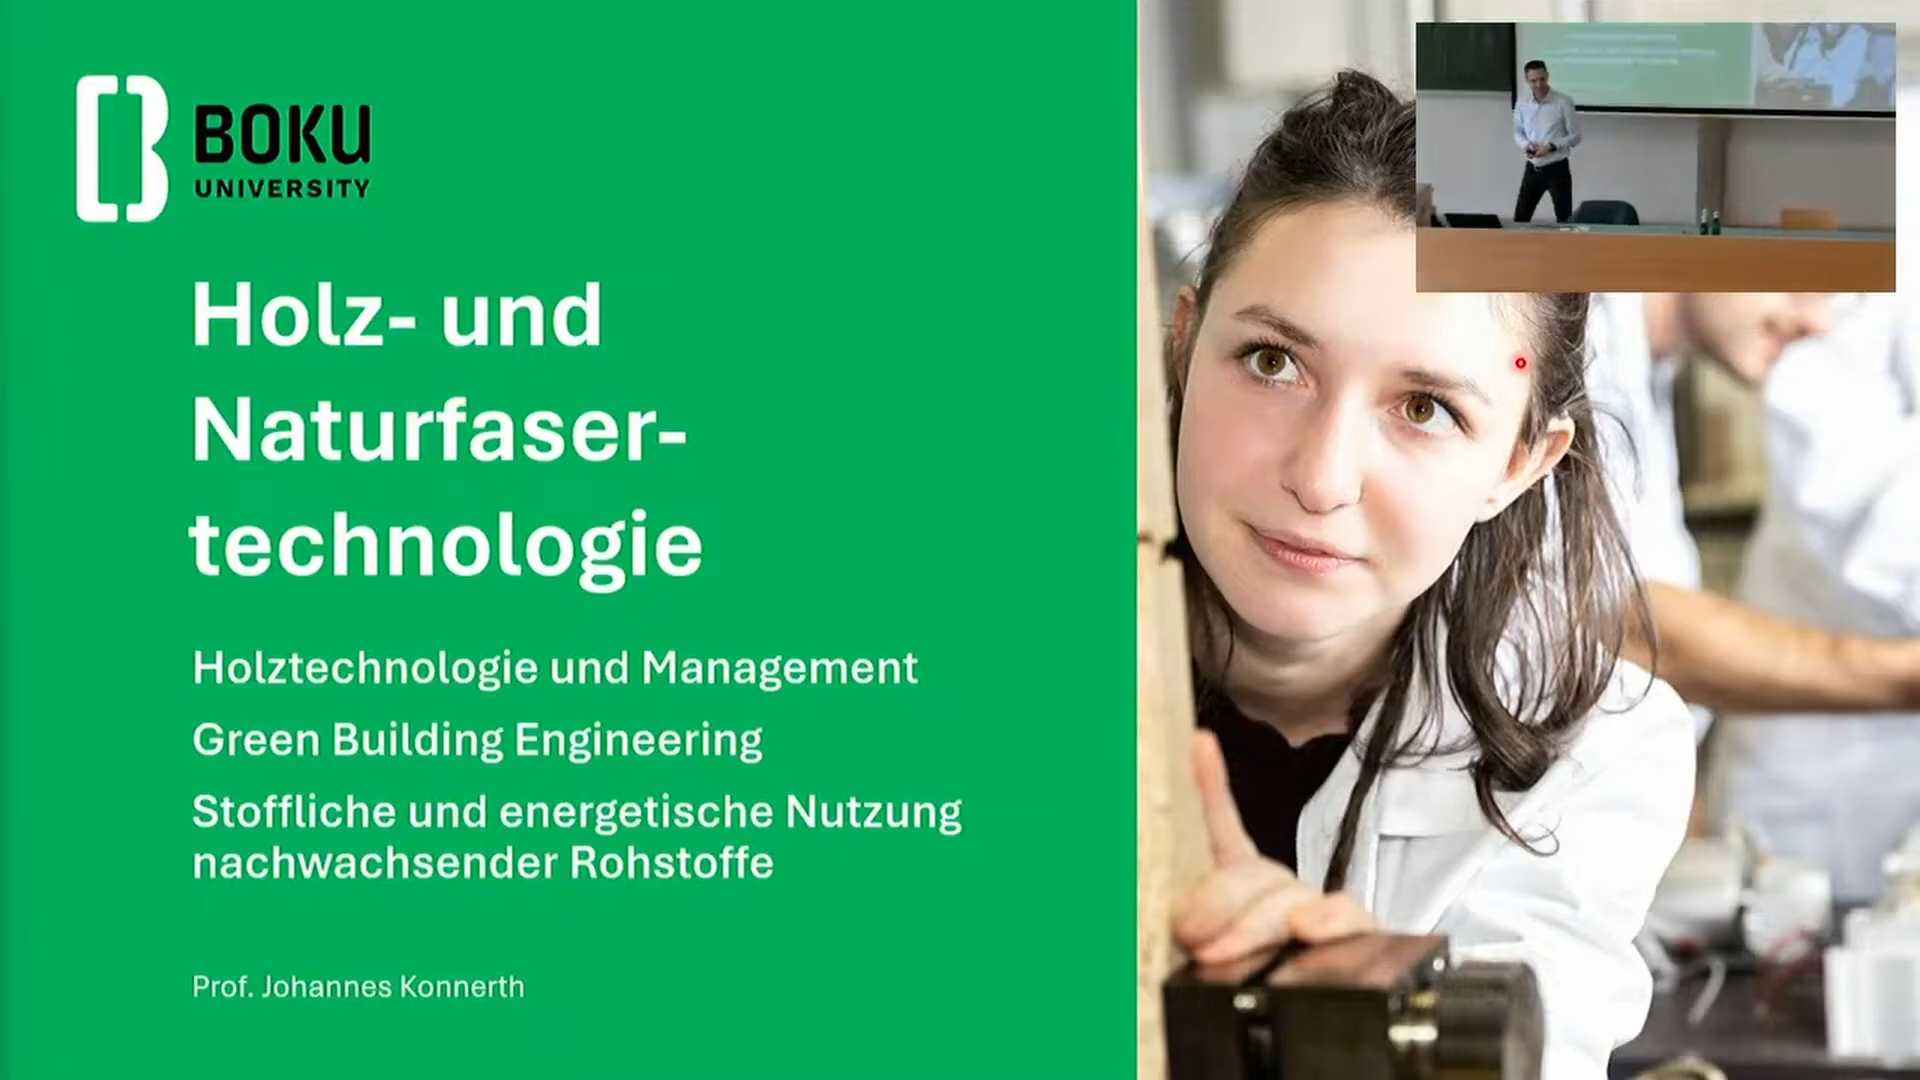 BOKU
UNIVERSITY
Holz- und
Naturfaser-
technologie
Holztechnologie und Management
Green Building Engineering
Stoffliche und energetische Nutzung
nachwachsender Rohstoffe
Prof. Johannes Konnerth